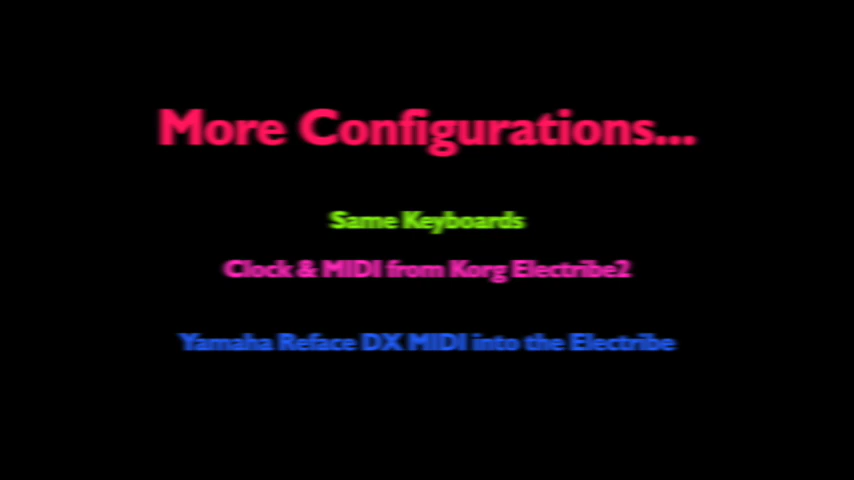 More Configurations...
Same Keyboards
Clock & MIDI from Korg Electribe2
Yamaha Reface DX MIDI into the Electribe